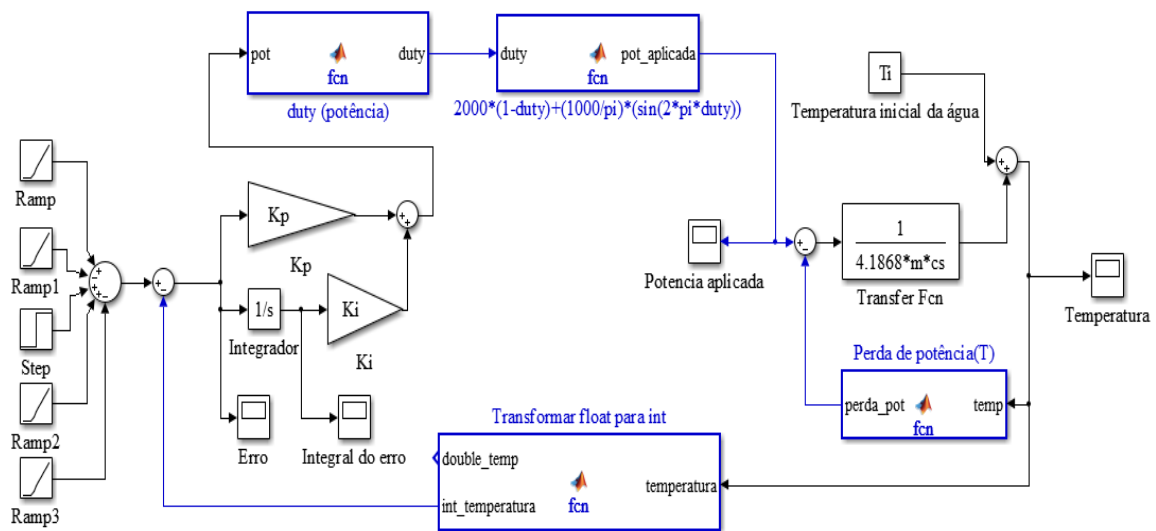 pot
duty
fcn
duty (potência)
duty
pot_aplicada
fcn
2000*(1-duty)+(1000/pi)*(sin(2*pi*duty))
Ti
Temperatura inicial da água
Ramp
Ramp1
Step
Ramp2
Ramp3
Kp
Kp
1/s
Integrador
Ki
Ki
Erro
Integral do erro
Potencia aplicada
1
4.1868*m*cs
Transfer Fcn
Temperatura
Perda de potência(T)
perda_pot
temp
fcn
Transformar float para int
double_temp
int_temperatura
temperatura
fcn